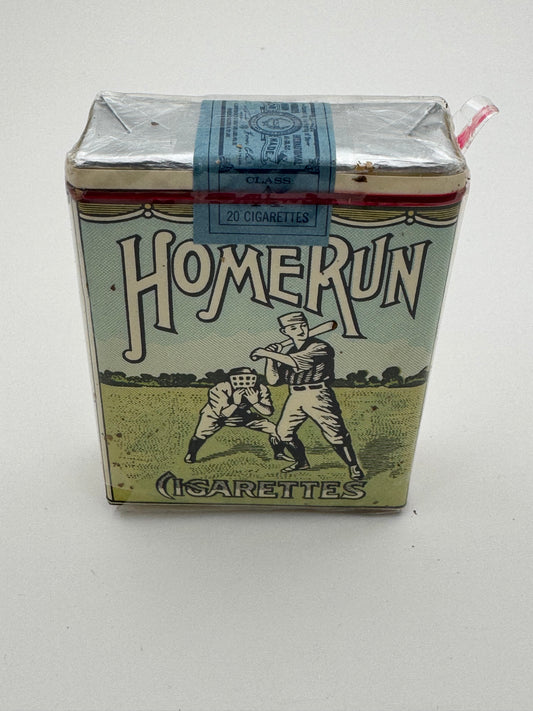 CLASS A
20 CIGARETTES
HOMERUN
CIGARETTES